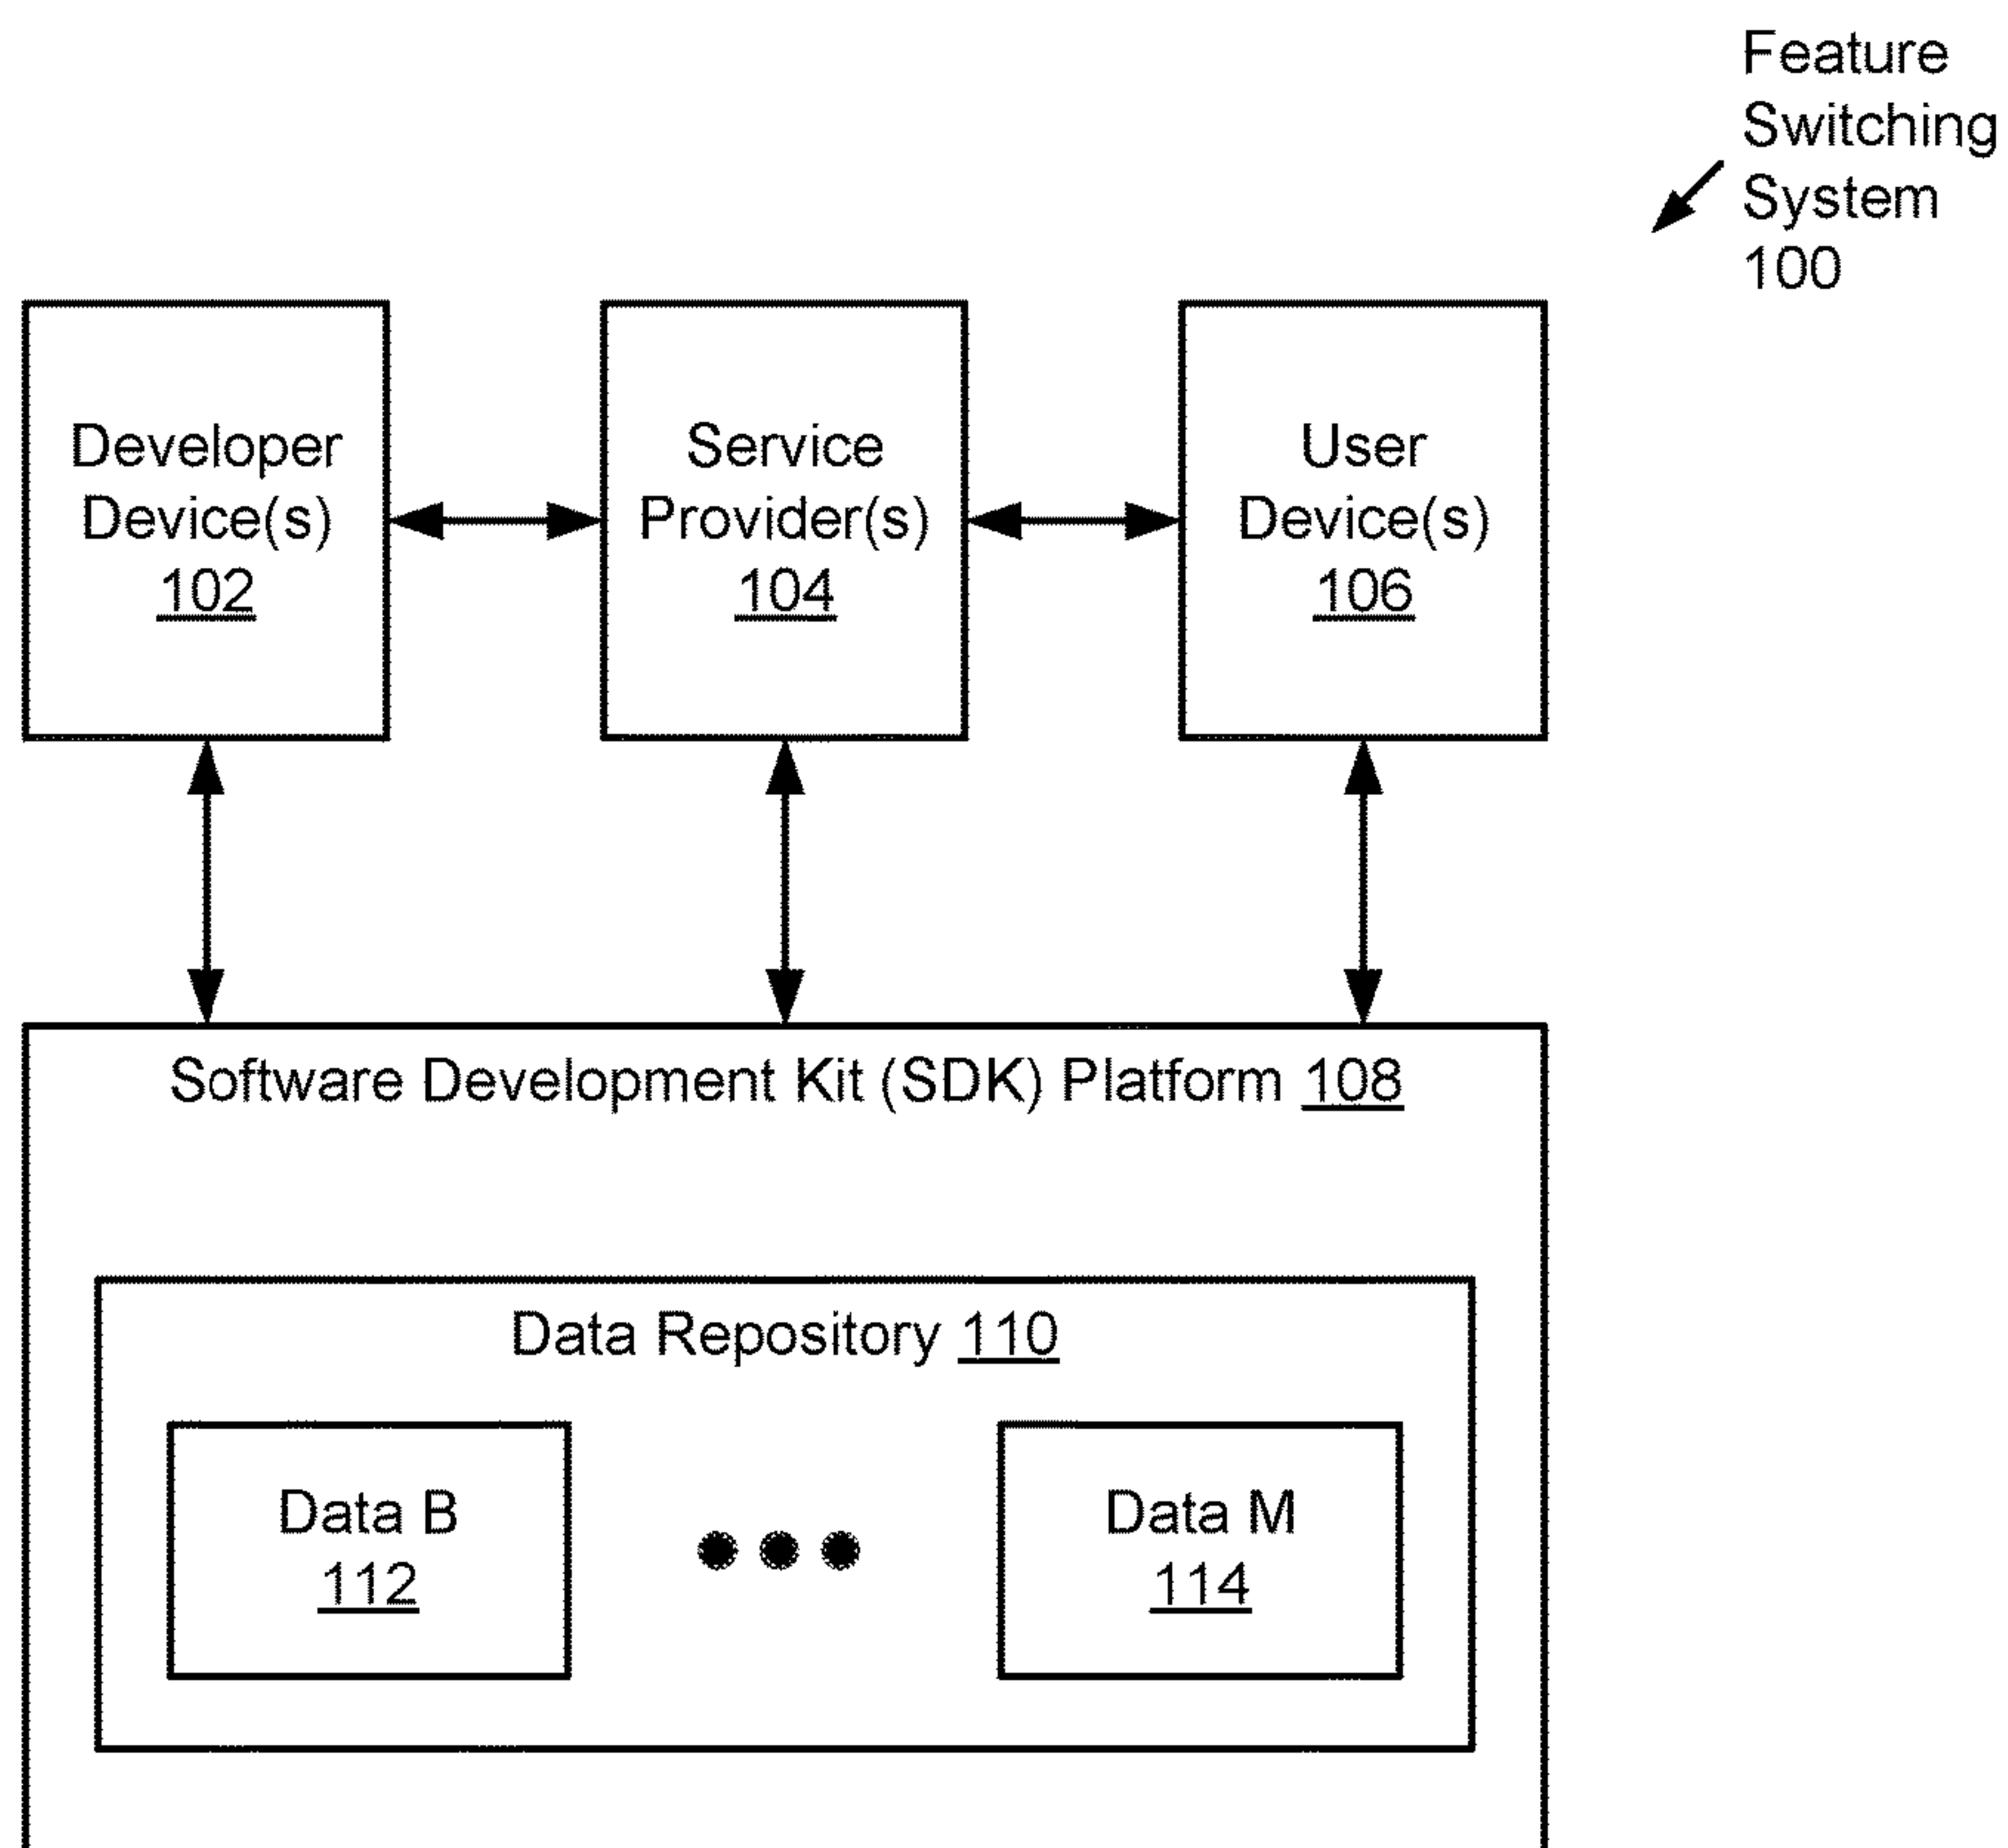 Feature
Switching
System
100
Developer
Device(s)
102
Service
Provider(s)
104
User
Device(s)
106
Software Development Kit (SDK) Platform 108
Data Repository 110
Data B
112
Data M
114